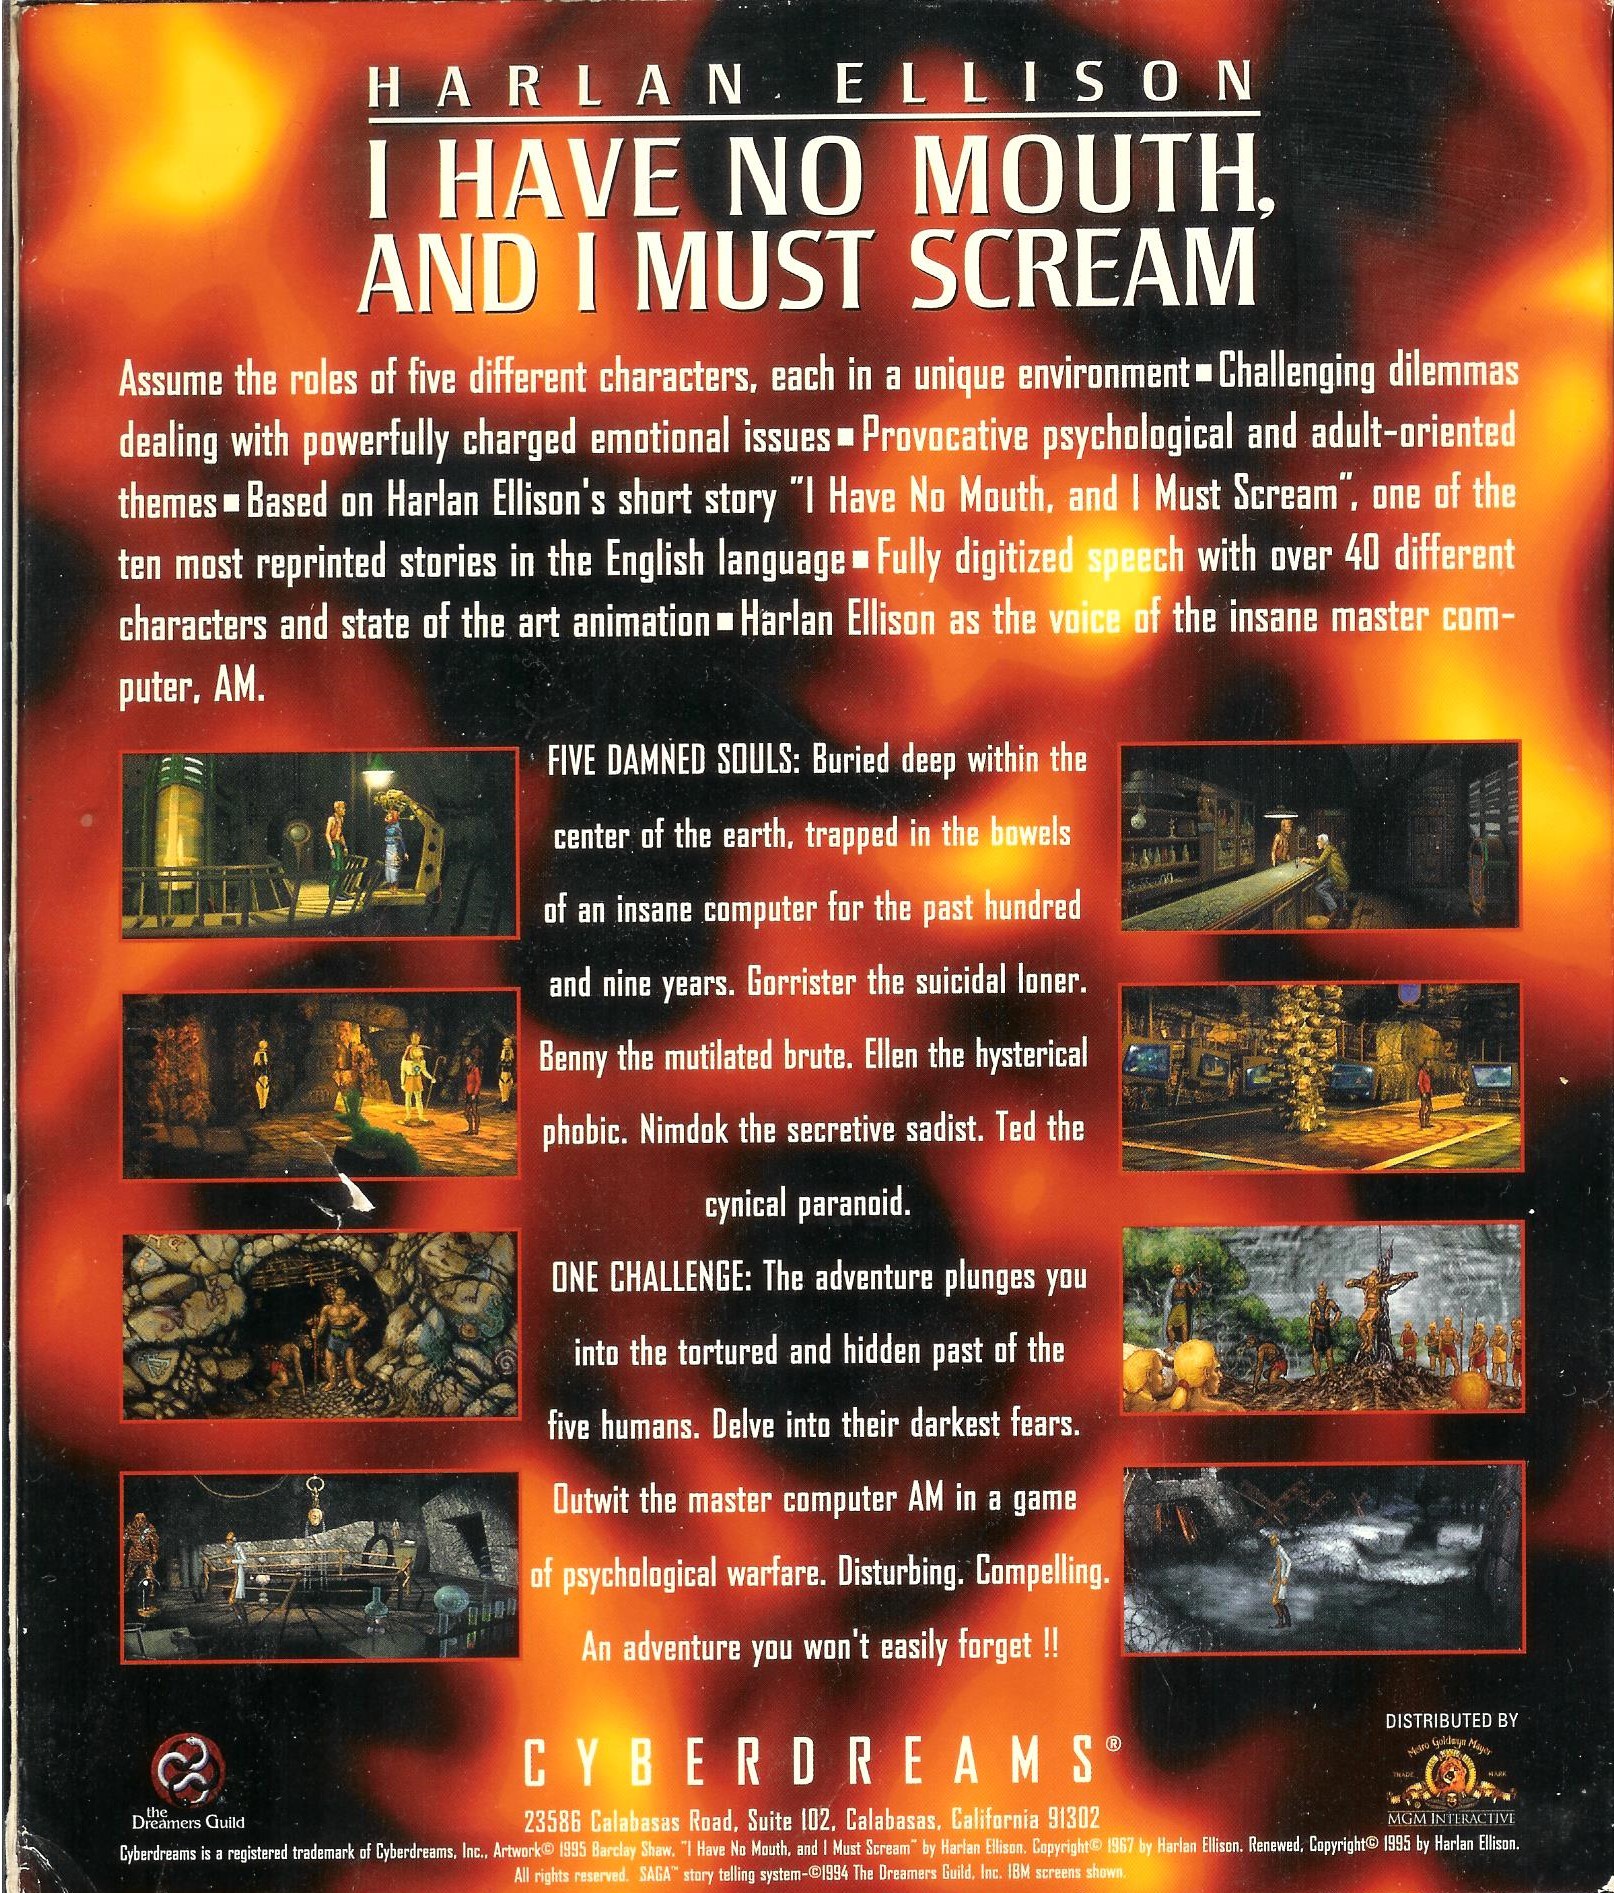 HARLAN ELLISON
I HAVE NO MOUTH,
AND I MUST SCREAM
Assume the roles of five different characters, each in a unique environment ■ Challenging dilemmas
dealing with powerfully charged emotional issues ■ Provocative psychological and adult-oriented
themes ■ Based on Harlan Ellison's short story "I Have No Mouth, and I Must Scream", one of the
ten most reprinted stories in the English language ■ Fully digitized speech with over 40 different
characters and state of the art animation ■ Harlan Ellison as the voice of the insane master com-
puter, AM.
FIVE DAMNED SOULS: Buried deep within the
center of the earth, trapped in the bowels
of an insane computer for the past hundred
and nine years. Gorrister the suicidal loner.
Benny the mutilated brute. Ellen the hysterical
phobic. Nimdok the secretive sadist. Ted the
cynical paranoid.
ONE CHALLENGE: The adventure plunges you
into the tortured and hidden past of the
five humans. Delve into their darkest fears.
Outwit the master computer AM in a game
of psychological warfare. Disturbing. Compelling.
An adventure you won't easily forget !!
the
Dreamers Guild
CYBERDREAMS®
23586 Calabasas Road, Suite 102, Calabasas, California 91302
DISTRIBUTED BY
Metro Goldwyn Mayer
TRADE MARK
MGM INTERACTIVE
Cyberdreams is a registered trademark of Cyberdreams, Inc., Artwork© 1995 Barclay Shaw. "I Have No Mouth, and I Must Scream" by Harlan Ellison. Copyright© 1967 by Harlan Ellison. Renewed, Copyright© 1995 by Harlan Ellison.
All rights reserved. SAGA™ story telling system-©1994 The Dreamers Guild, Inc. IBM screens shown.